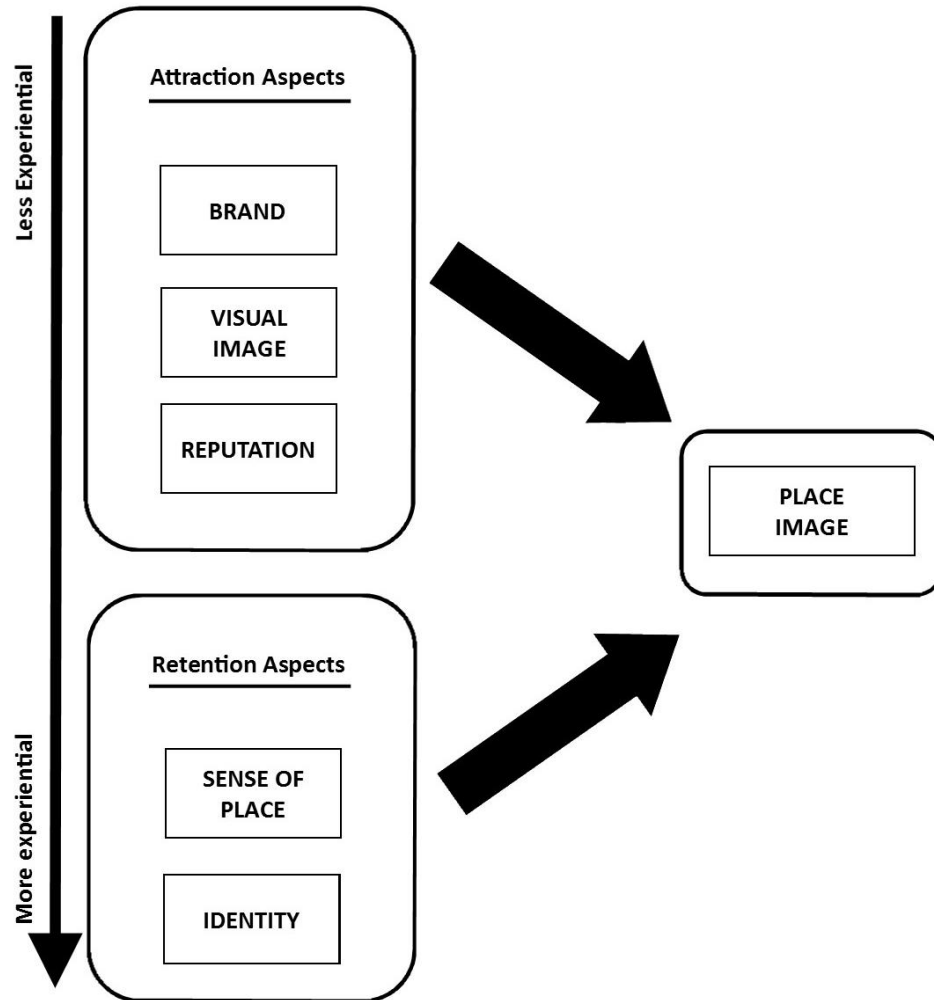 Less Experiential
Attraction Aspects
BRAND
VISUAL
IMAGE
REPUTATION
PLACE
IMAGE
More experiential
Retention Aspects
SENSE OF
PLACE
IDENTITY